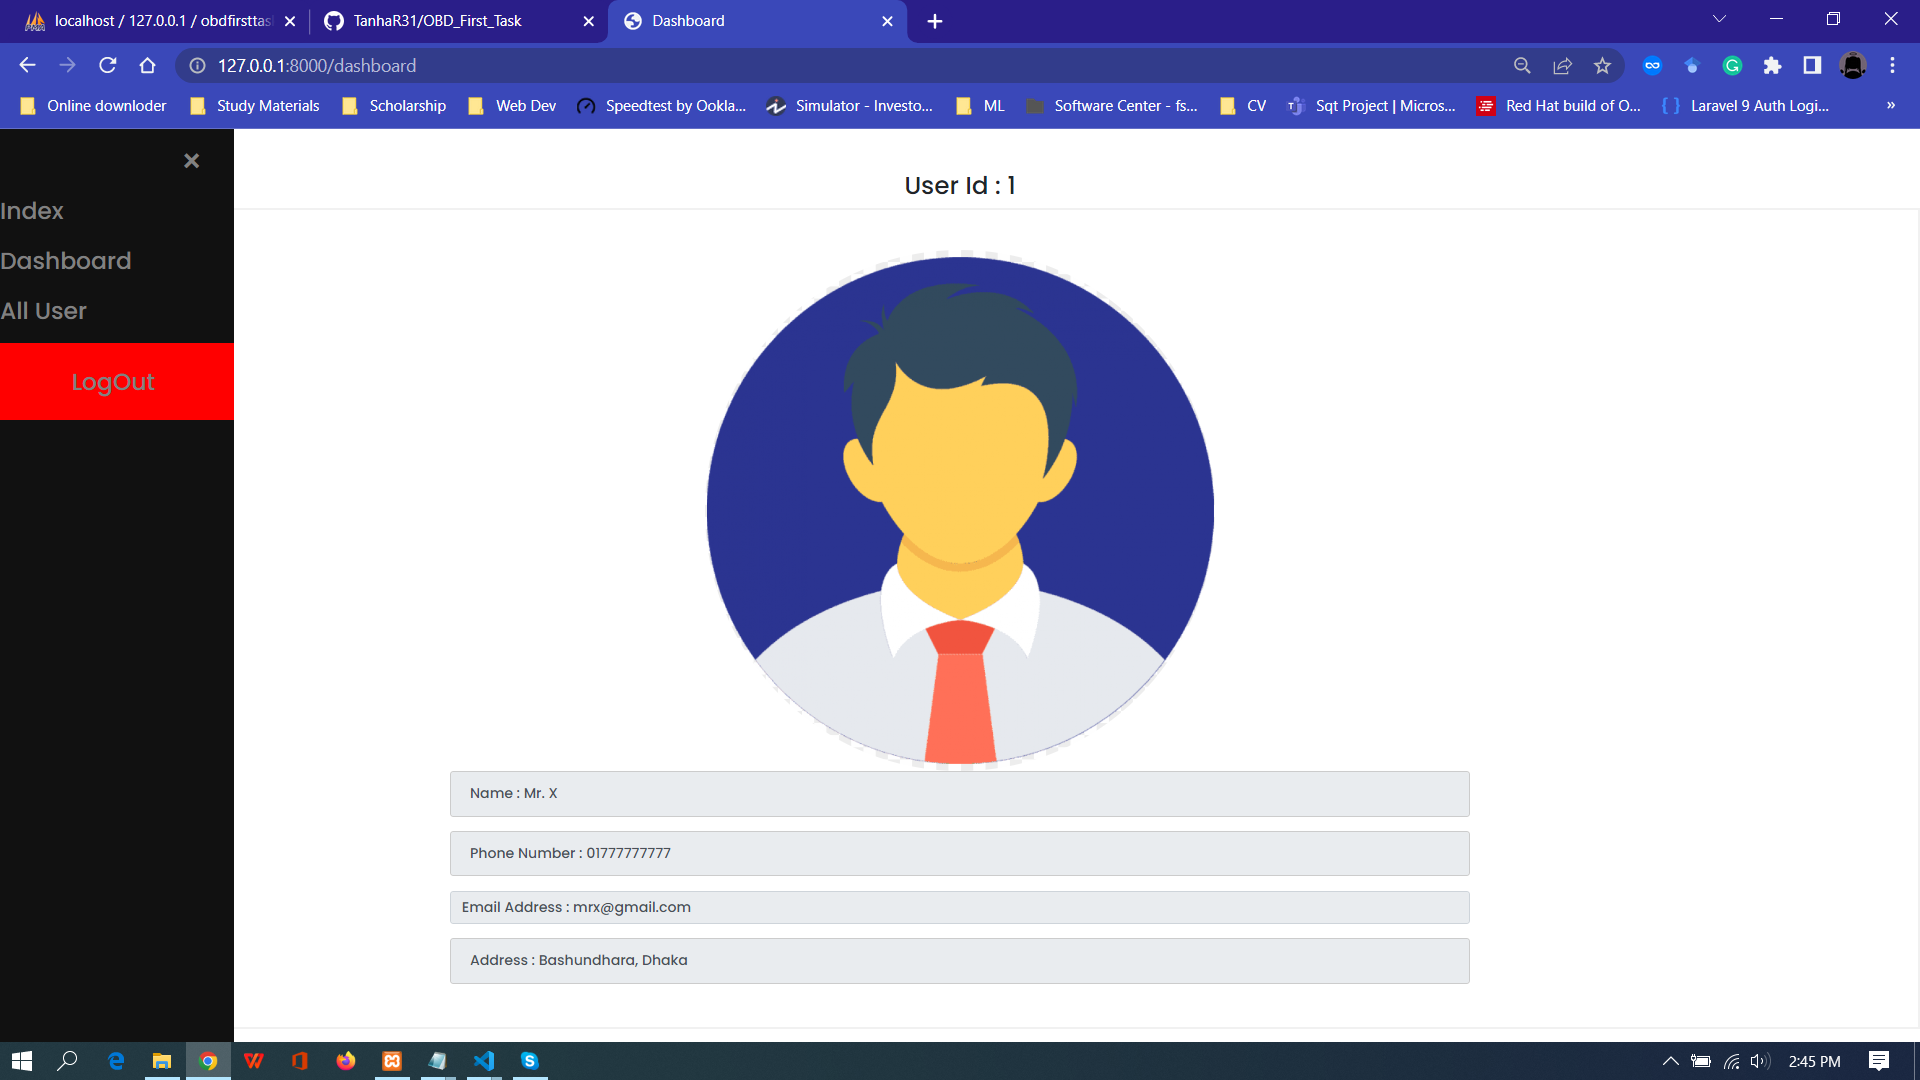 localhost / 127.0.0.1 / obdfirsttas
TanhaR31/OBD_First_Task
Dashboard
127.0.0.1:8000/dashboard
Online downloder
Study Materials
Scholarship
Web Dev
Speedtest by Ookla...
Simulator - Investo...
ML
Software Center - fs...
CV
Sqt Project | Micros...
Red Hat build of O...
Laravel 9 Auth Logi...
»
User Id : 1
Index
Dashboard
All User
LogOut
Name : Mr. X
Phone Number : 01777777777
Email Address : mrx@gmail.com
Address : Bashundhara, Dhaka
2:45 PM